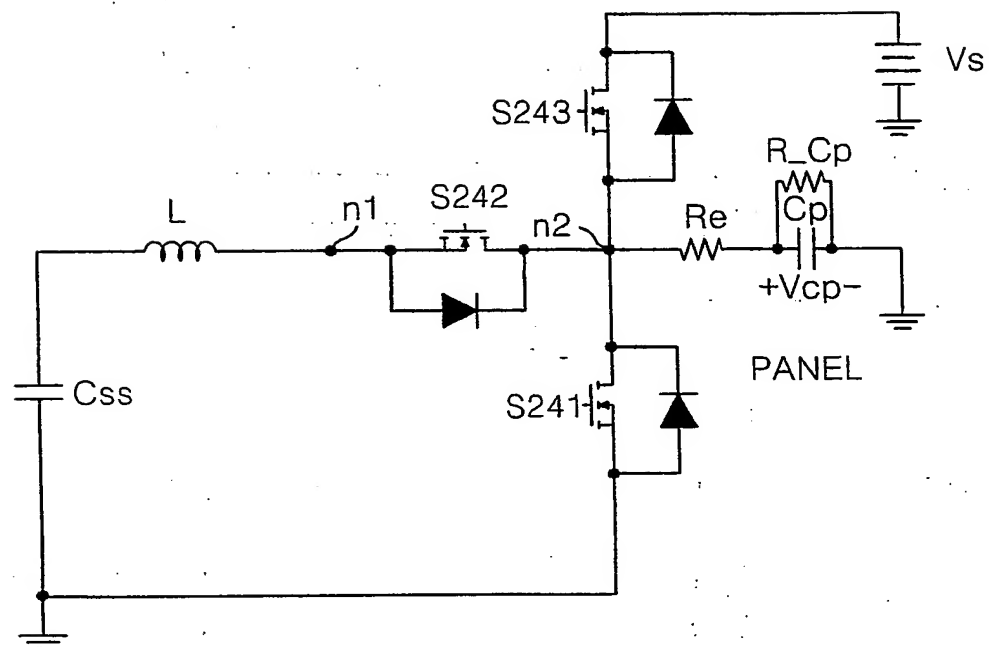 Vs
S243
R_Cp
S242
L
n1
n2
Re
Cp
+Vcp-
PANEL
Css
S241